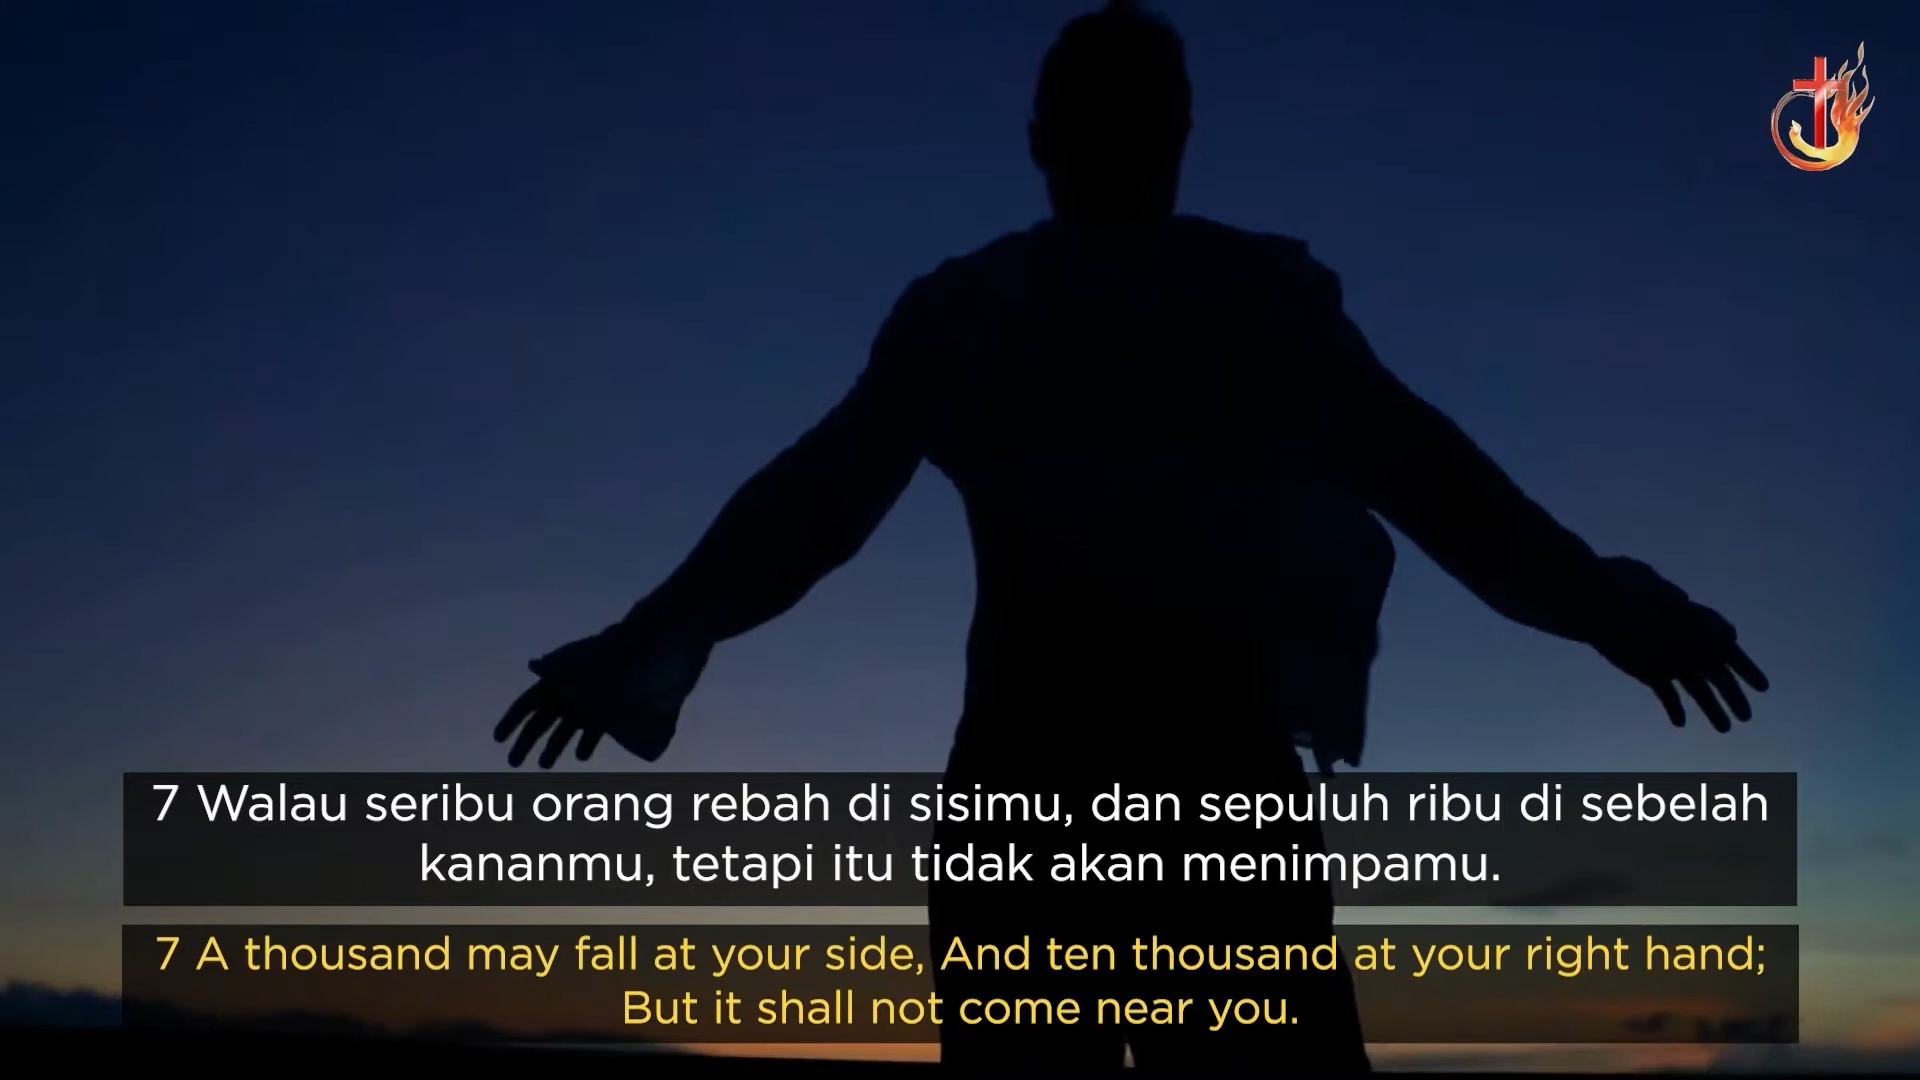 7 Walau seribu orang rebah di sisimu, dan sepuluh ribu di sebelah
kananmu, tetapi itu tidak akan menimpamu.
7 A thousand may fall at your side, And ten thousand at your right hand;
But it shall not come near you.